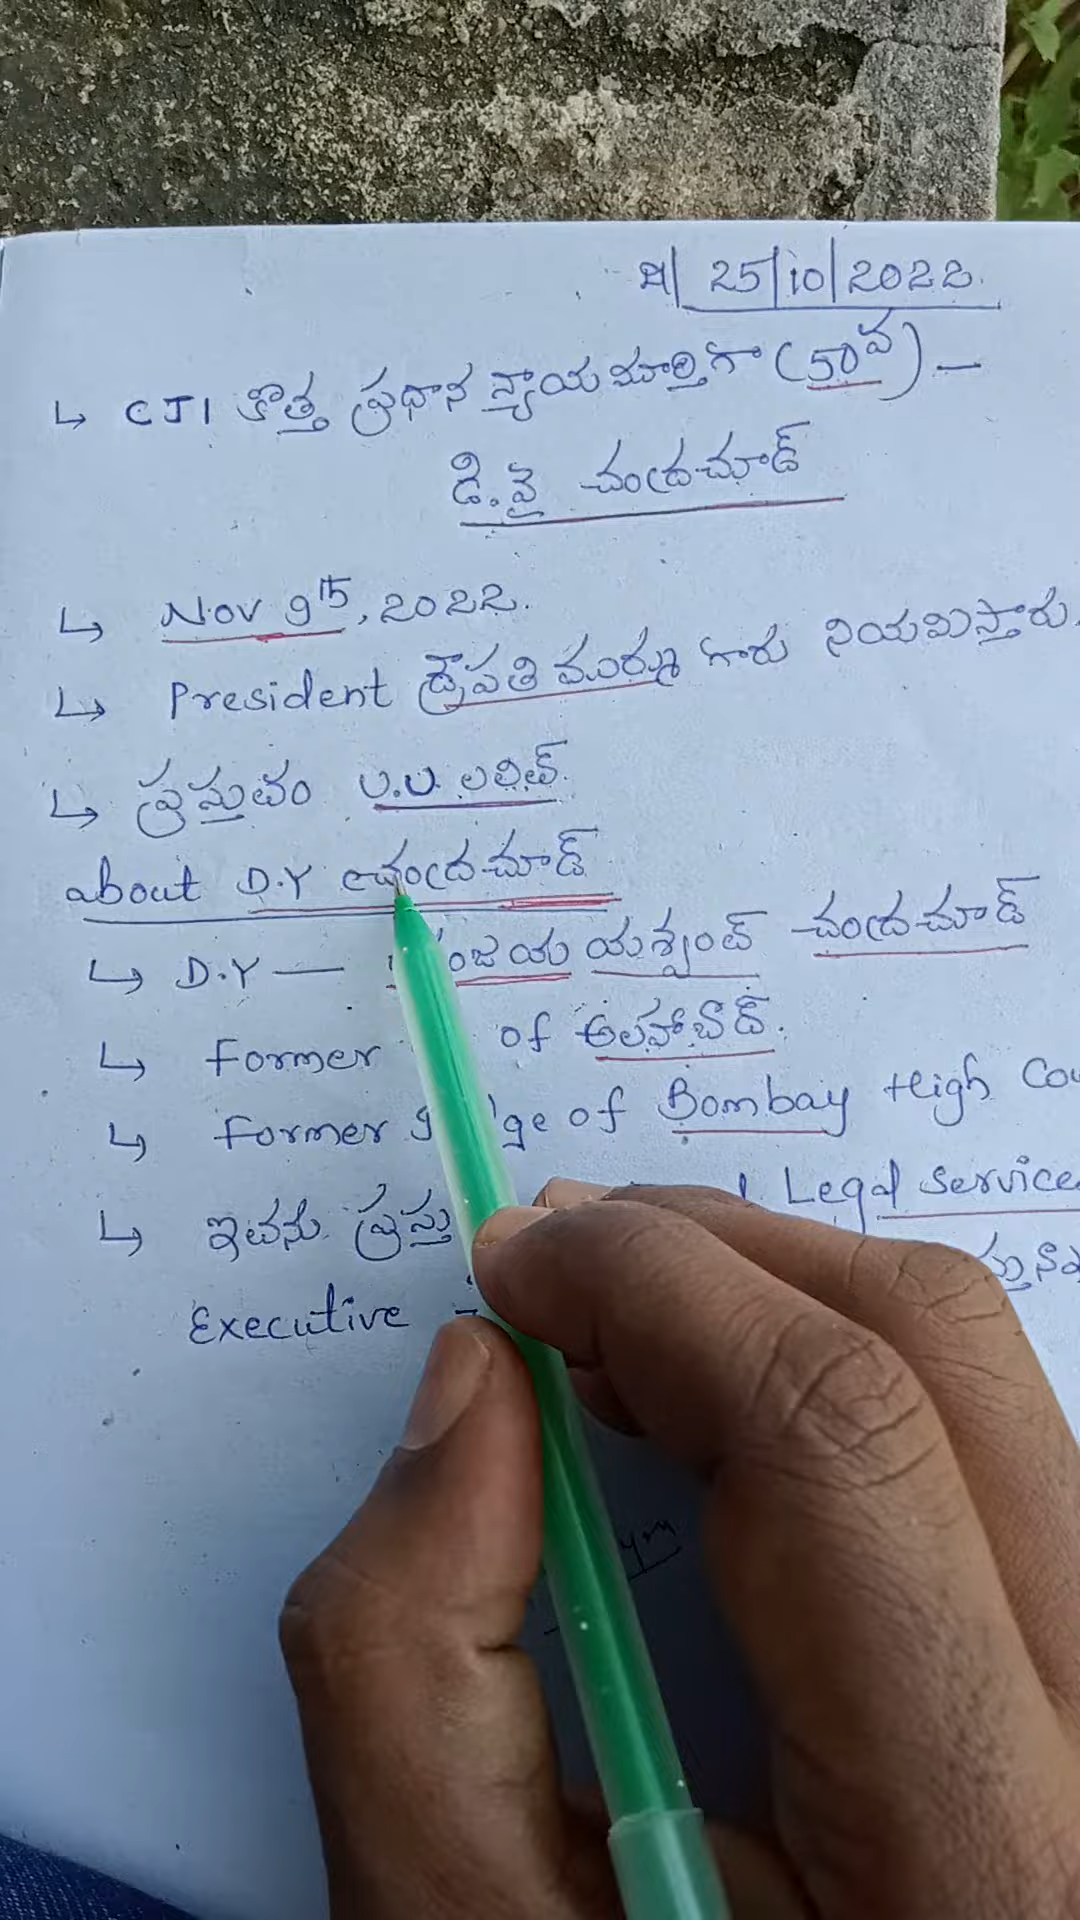 25/10/2022.
↳ CJI కొత్త ప్రధాన న్యాయమూర్తిగా (50వ) —
డి. వై చంద్రచూడ్
↳ Nov 9th, 2022.
↳ President ద్రౌపతి ముర్ము గారు నియమిస్తారు.
↳ ప్రస్తుతం U.U. లలిత్.
about D.Y చంద్రచూడ్
↳ D.Y — యశ్వంత్ చంద్రచూడ్
↳ Former of అలహాబాద్.
↳ Former of Bombay High
↳ ఇతను Legal
Executive